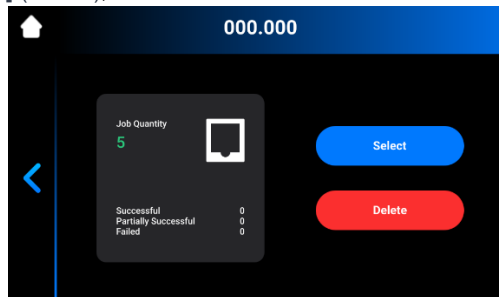 000.000
Job Quantity
5
Successful 0
Partially Successful 0
Failed 0
Select
Delete